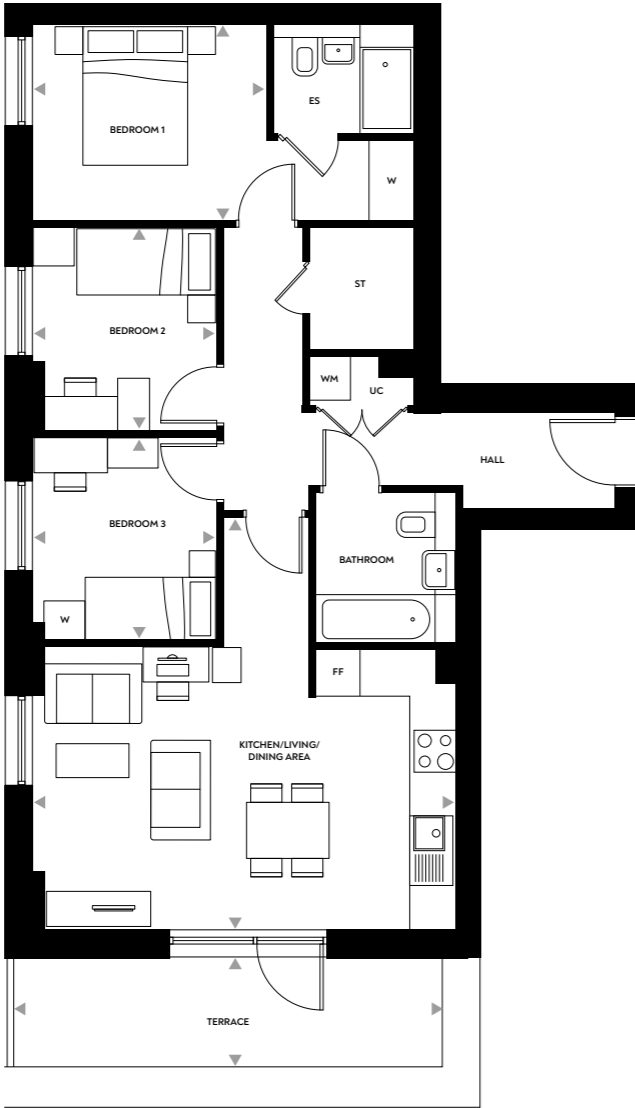 BEDROOM 1
ES
W
BEDROOM 2
ST
WM
UC
HALL
BEDROOM 3
BATHROOM
W
FF
KITCHEN/LIVING/
DINING AREA
TERRACE